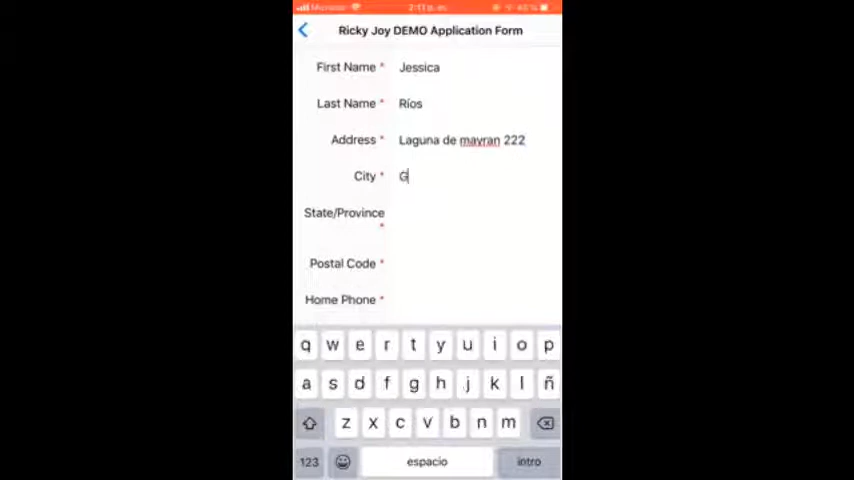 Ricky Joy DEMO Application Form
First Name * Jessica
Last Name * Ríos
Address * Laguna de mayran 222
City * G
State/Province
*
Postal Code *
Home Phone *
q w e r t y u i o p
a s d f g h j k l ñ
z x c v b n m
123 espacio intro